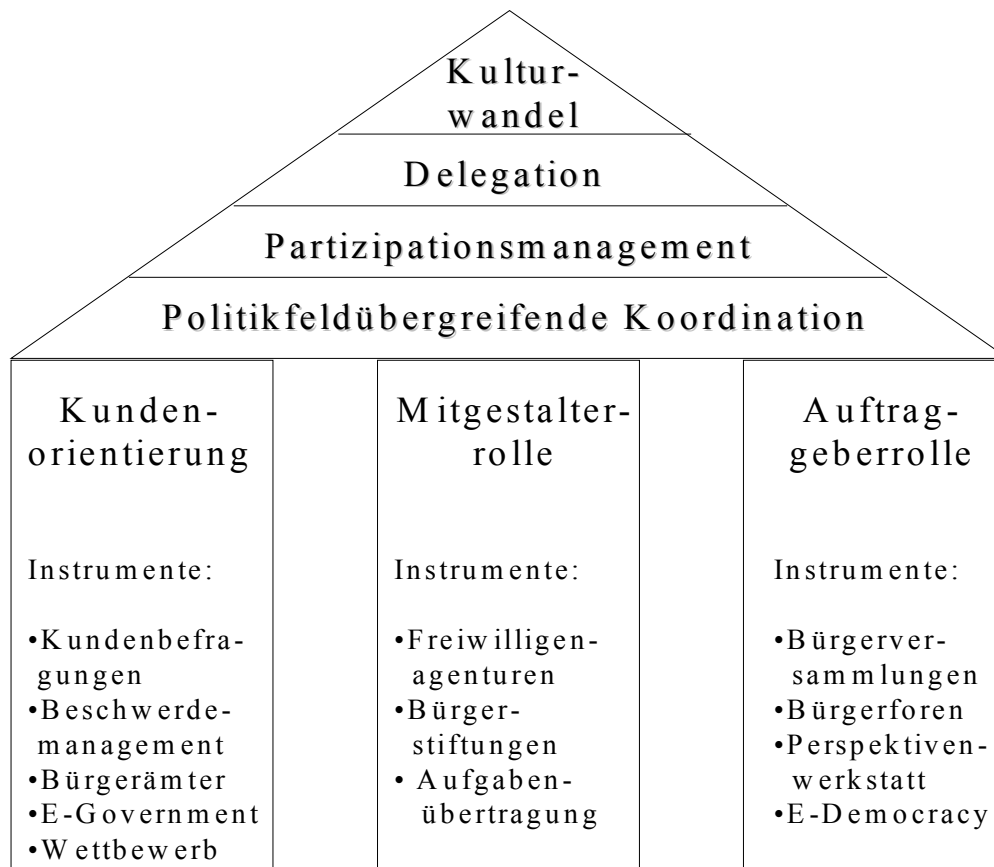 Kultur-
wandel
Delegation
Partizipationsmanagement
Politikfeldübergreifende Koordination
Kunden-
orientierung
Instrumente:
•Kundenbefra-
gungen
•Beschwerde-
management
•Bürgerämter
•E-Government
•Wettbewerb
Mitgestalter-
rolle
Instrumente:
•Freiwilligen-
agenturen
•Bürger-
stiftungen
• Aufgaben-
übertragung
Auftrag-
geberrolle
Instrumente:
•Bürgerver-
sammlungen
•Bürgerforen
•Perspektiven-
werkstatt
•E-Democracy